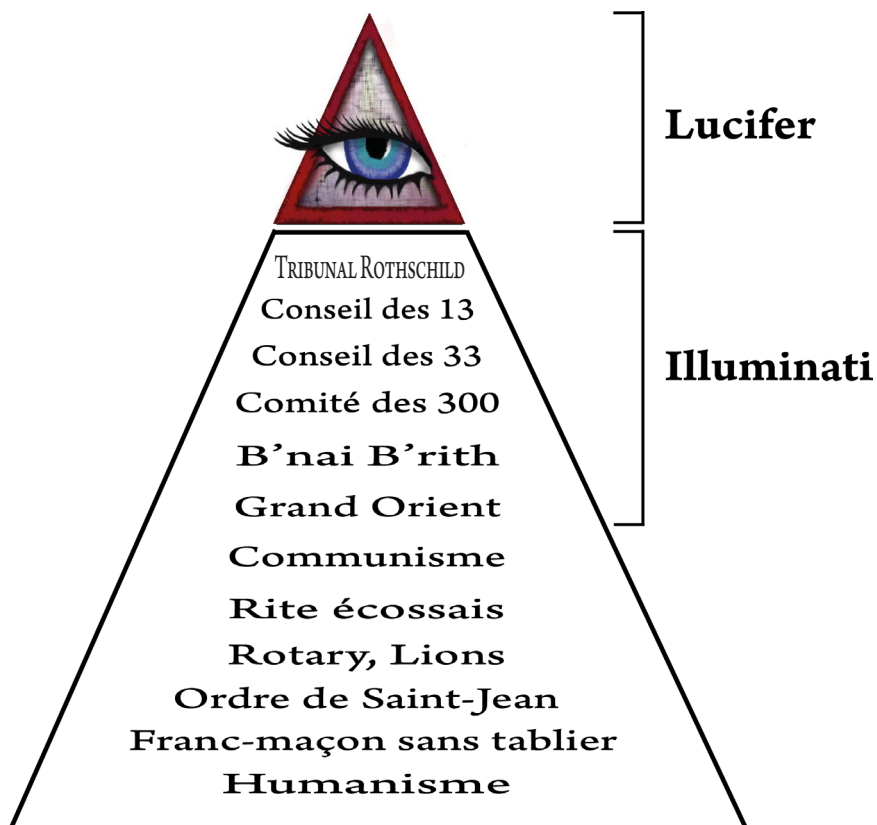 Lucifer
TRIBUNAL ROTHSCHILD
Conseil des 13
Conseil des 33
Illuminati
Comité des 300
B'nai B'rith
Grand Orient
Communisme
Rite écossais
Rotary, Lions
Ordre de Saint-Jean
Franc-maçon sans tablier
Humanisme